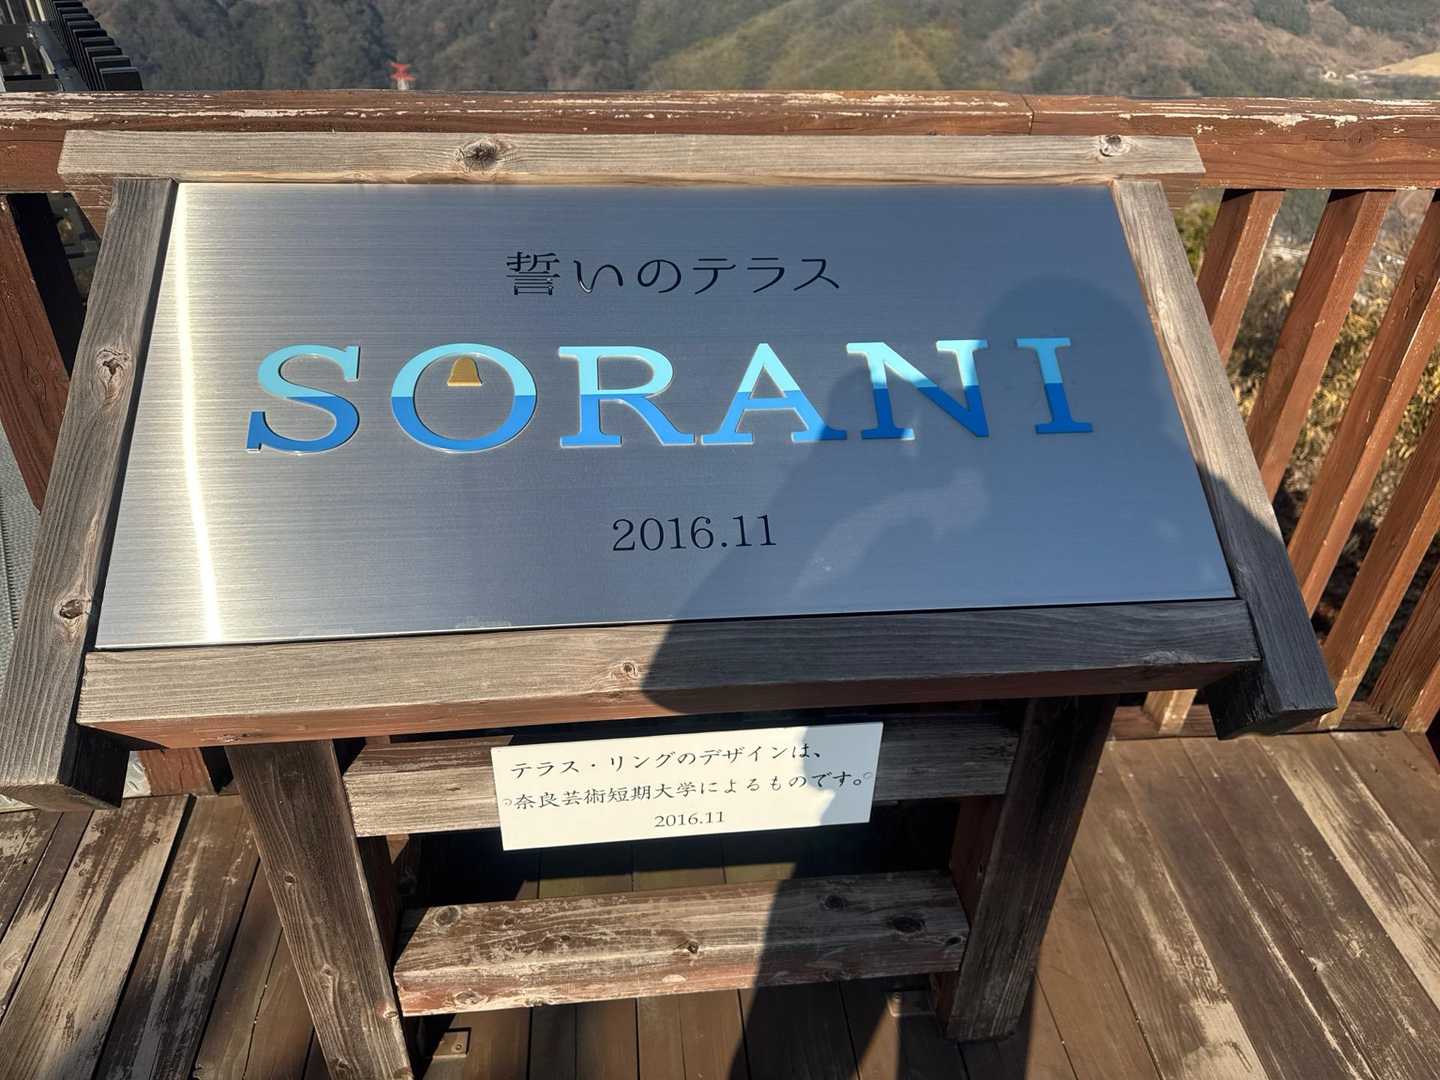 誓いのテラス
SORANI
2016.11
テラス・リングのデザインは、
奈良芸術短期大学によるものです。
2016.11